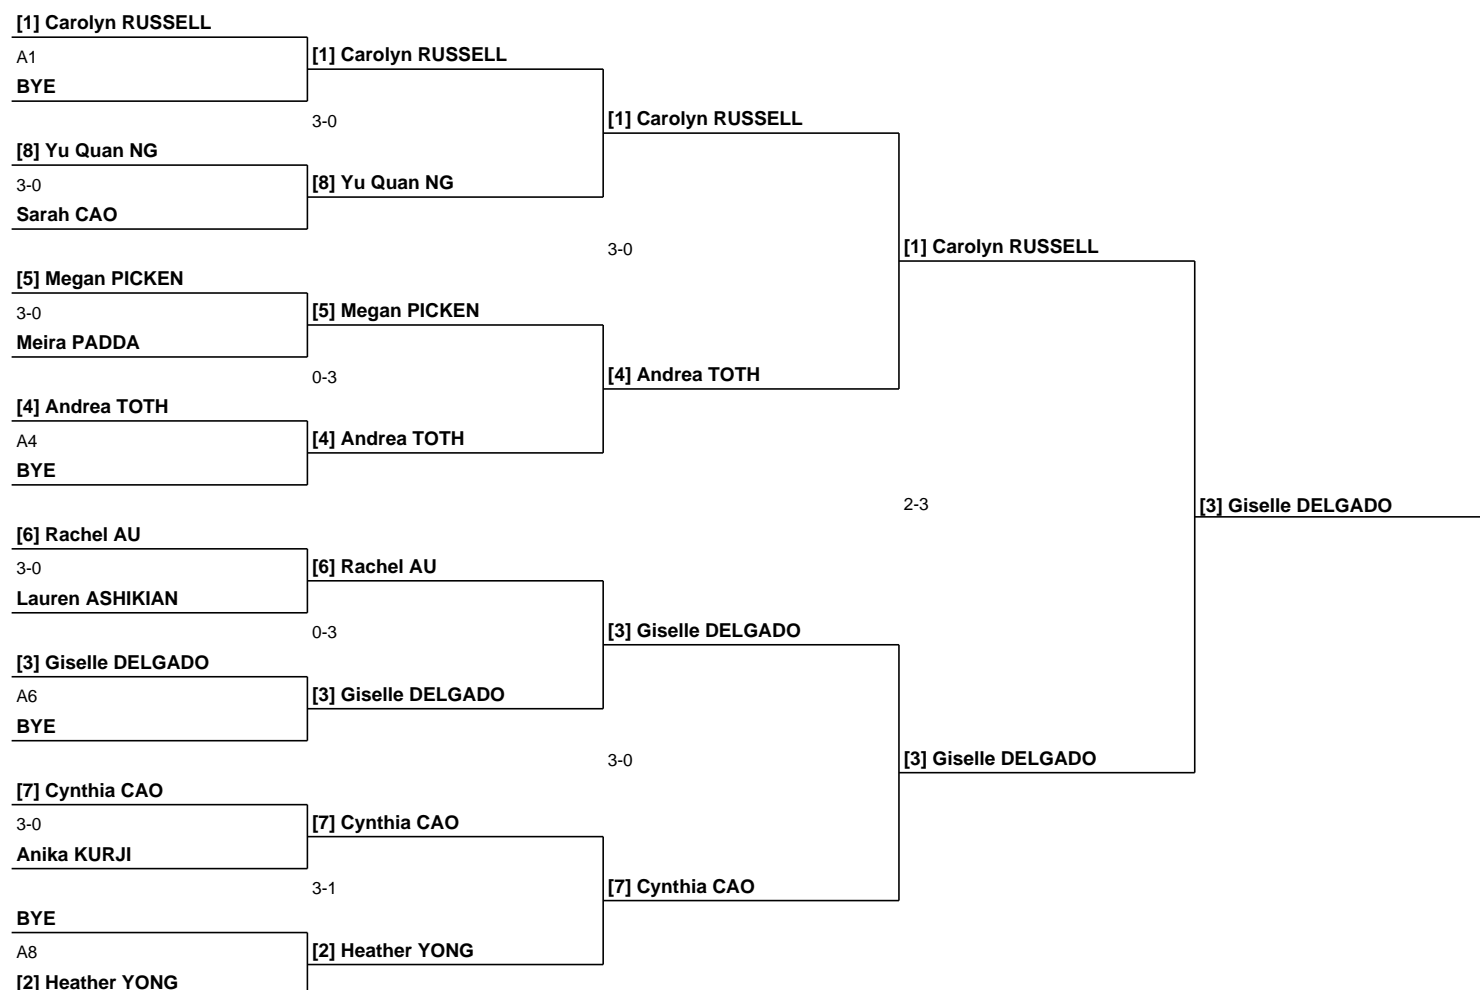 [1] Carolyn RUSSELL
A1
BYE
[8] Yu Quan NG
3-0
Sarah CAO
[5] Megan PICKEN
3-0
Meira PADDA
[4] Andrea TOTH
A4
BYE
[6] Rachel AU
3-0
Lauren ASHIKIAN
[3] Giselle DELGADO
A6
BYE
[7] Cynthia CAO
3-0
Anika KURJI
BYE
A8
[2] Heather YONG
[1] Carolyn RUSSELL
3-0
[8] Yu Quan NG
[5] Megan PICKEN
0-3
[4] Andrea TOTH
[6] Rachel AU
0-3
[3] Giselle DELGADO
[7] Cynthia CAO
3-1
[2] Heather YONG
[1] Carolyn RUSSELL
3-0
[4] Andrea TOTH
[3] Giselle DELGADO
3-0
[7] Cynthia CAO
[1] Carolyn RUSSELL
2-3
[3] Giselle DELGADO
[3] Giselle DELGADO